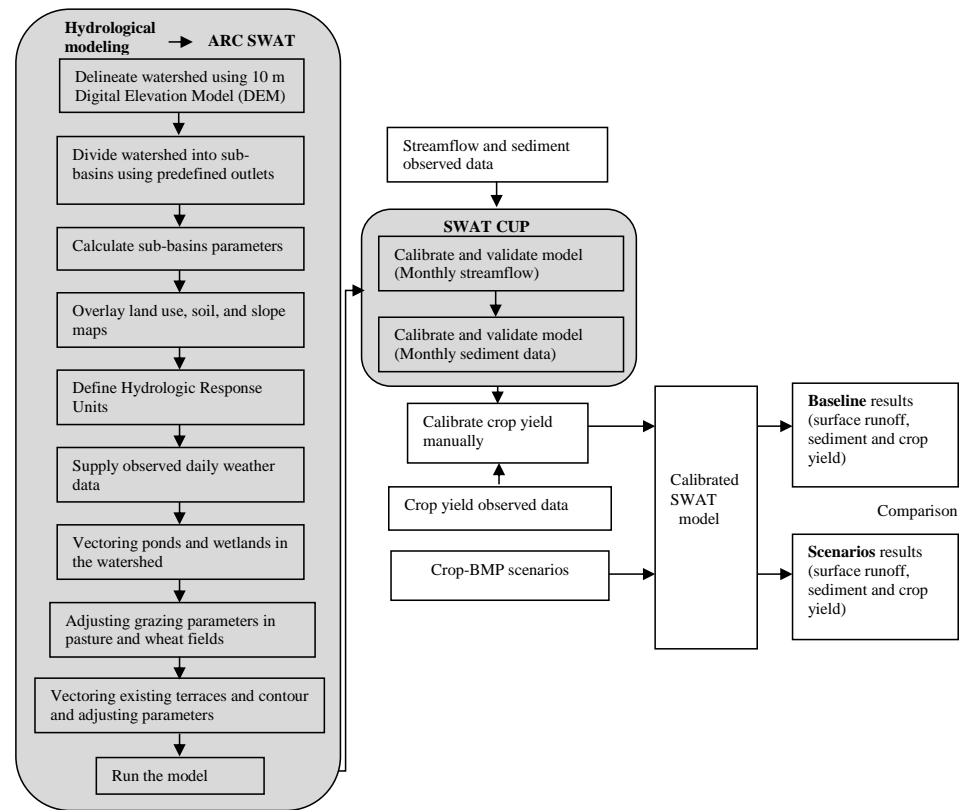 Hydrological
modeling
ARC SWAT
Delineate watershed using 10 m
Digital Elevation Model (DEM)
Divide watershed into sub-
basins using predefined outlets
Calculate sub-basins parameters
Overlay land use, soil, and slope
maps
Define Hydrologic Response
Units
Supply observed daily weather
data
Vectoring ponds and wetlands in
the watershed
Adjusting grazing parameters in
pasture and wheat fields
Vectoring existing terraces and contour
and adjusting parameters
Run the model
Streamflow and sediment
observed data
SWAT CUP
Calibrate and validate model
(Monthly streamflow)
Calibrate and validate model
(Monthly sediment data)
Calibrate crop yield
manually
Crop yield observed data
Crop-BMP scenarios
Calibrated
SWAT
model
Baseline results
(surface runoff,
sediment and crop
yield)
Comparison
Scenarios results
(surface runoff,
sediment and crop
yield)